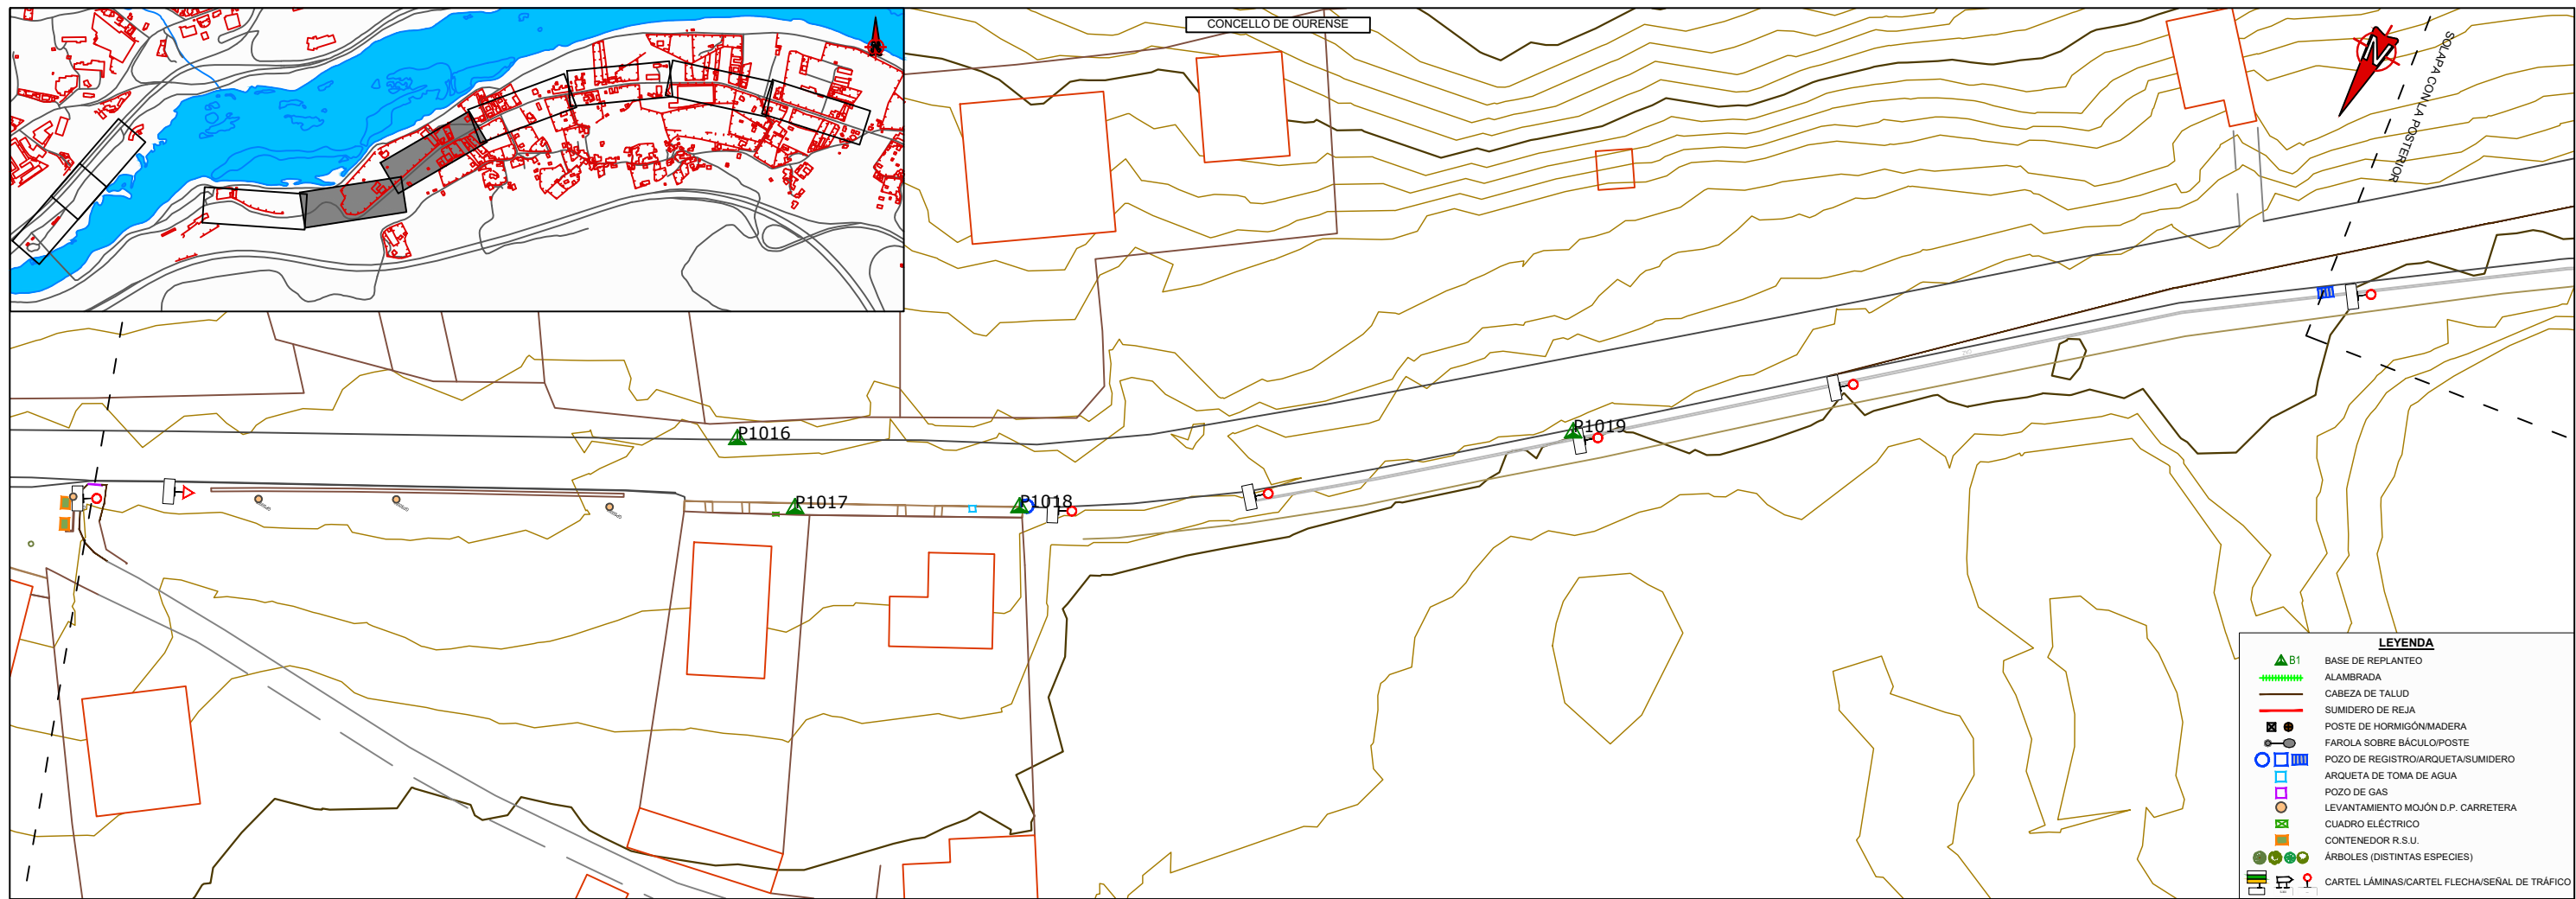 CONCELLO DE OURENSE
N
SOLAPA CON LA POSTERIOR
P1016
P1019
P1017
P1018
LEYENDA
B1 BASE DE REPLANTEO
ALAMBRADA
CABEZA DE TALUD
SUMIDERO DE REJA
POSTE DE HORMIGÓN/MADERA
FAROLA SOBRE BÁCULO/POSTE
POZO DE REGISTRO/ARQUETA/SUMIDERO
ARQUETA DE TOMA DE AGUA
POZO DE GAS
LEVANTAMIENTO MOJÓN D.P. CARRETERA
CUADRO ELÉCTRICO
CONTENEDOR R.S.U.
ÁRBOLES (DISTINTAS ESPECIES)
CARTEL LÁMINAS/CARTEL FLECHA/SEÑAL DE TRÁFICO